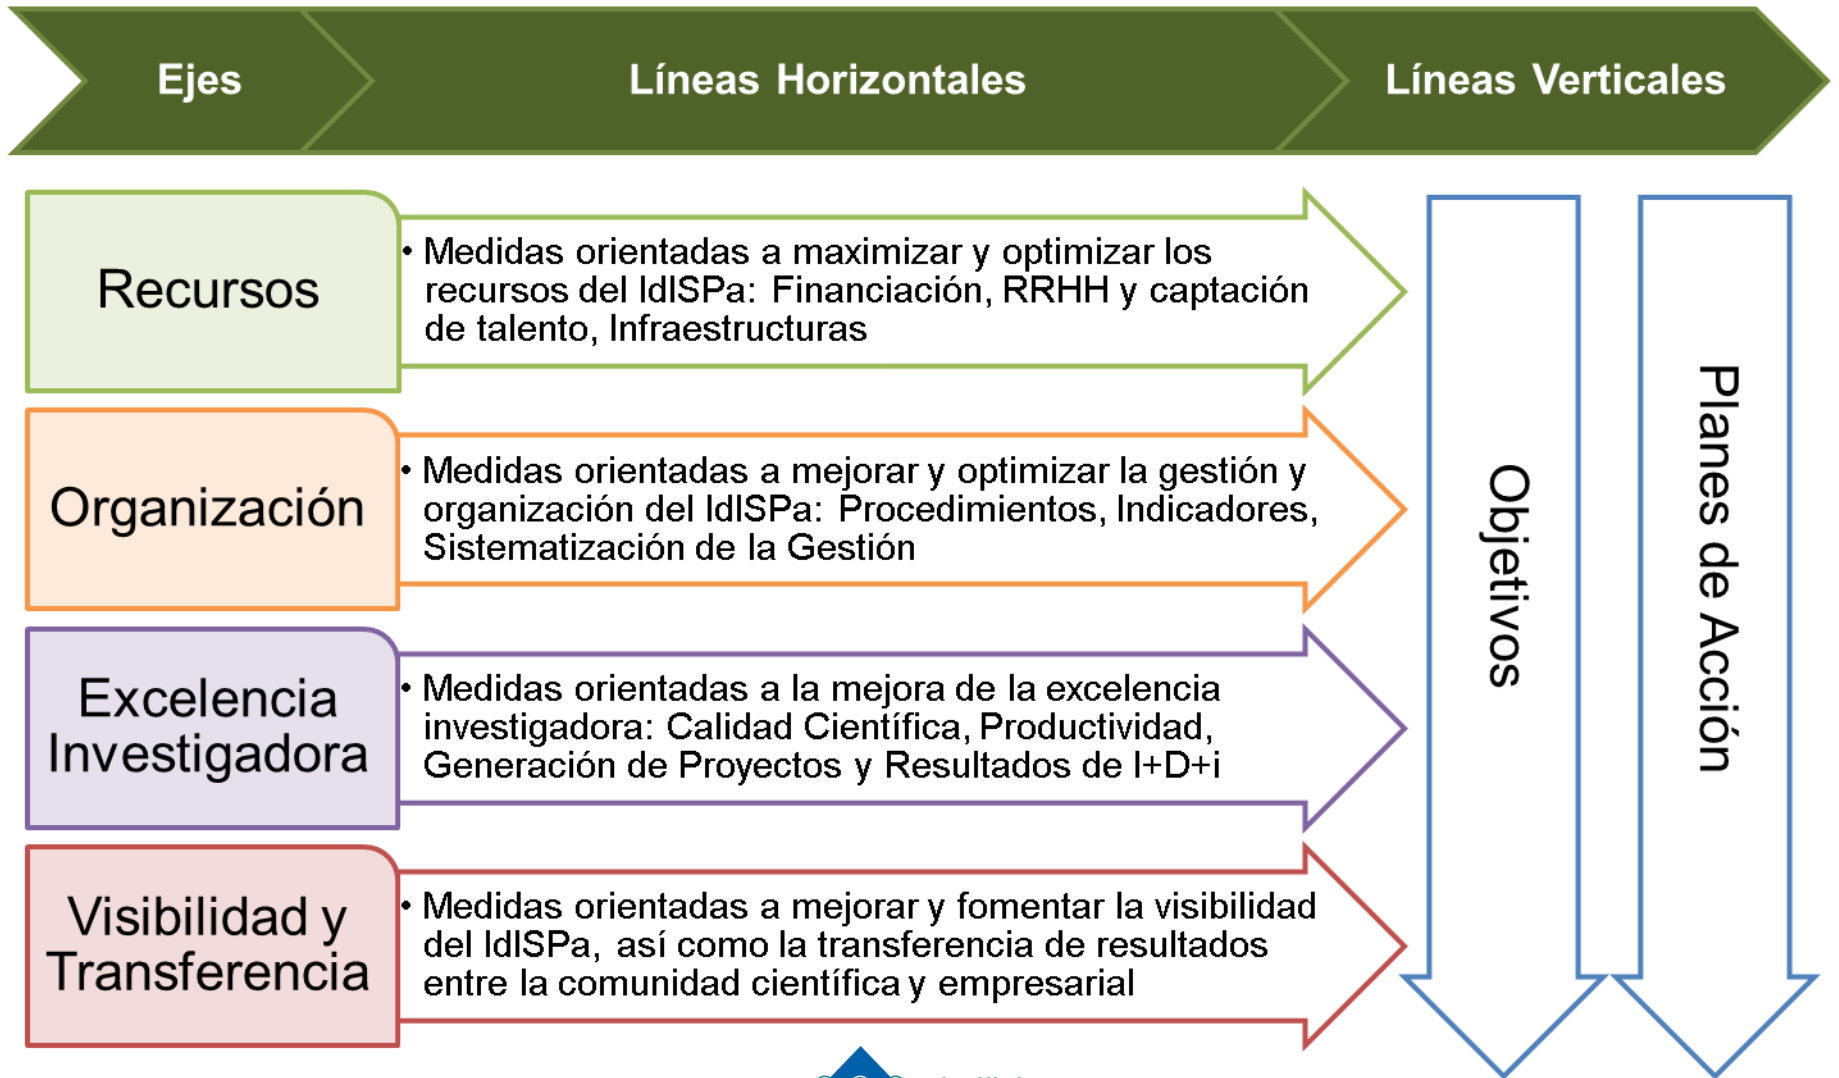 Ejes
Líneas Horizontales
Líneas Verticales
Recursos
• Medidas orientadas a maximizar y optimizar los
recursos del IdISPa: Financiación, RRHH y captación
de talento, Infraestructuras
Organización
• Medidas orientadas a mejorar y optimizar la gestión y
organización del IdISPa: Procedimientos, Indicadores,
Sistematización de la Gestión
Excelencia
Investigadora
• Medidas orientadas a la mejora de la excelencia
investigadora: Calidad Científica, Productividad,
Generación de Proyectos y Resultados de I+D+i
Visibilidad y
Transferencia
• Medidas orientadas a mejorar y fomentar la visibilidad
del IdISPa, así como la transferencia de resultados
entre la comunidad científica y empresarial
Objetivos
Planes de Acción